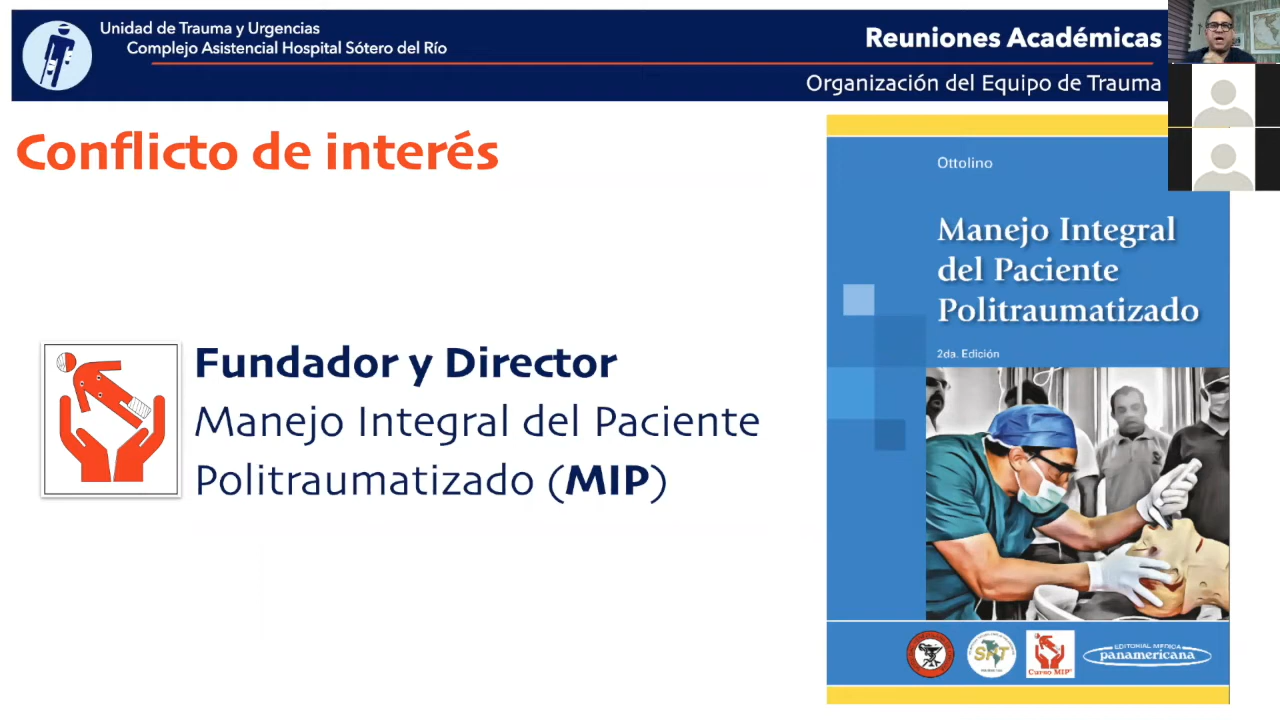 Unidad de Trauma y Urgencias
Complejo Asistencial Hospital Sótero del Río
Reuniones Académicas
Organización del Equipo de Trauma
Conflicto de interés
Fundador y Director
Manejo Integral del Paciente
Politraumatizado (MIP)
Ottolino
Manejo Integral
del Paciente
Politraumatizado
2da. Edición
SPT
Curso MIP
EDITORIAL MEDICA
panamericana